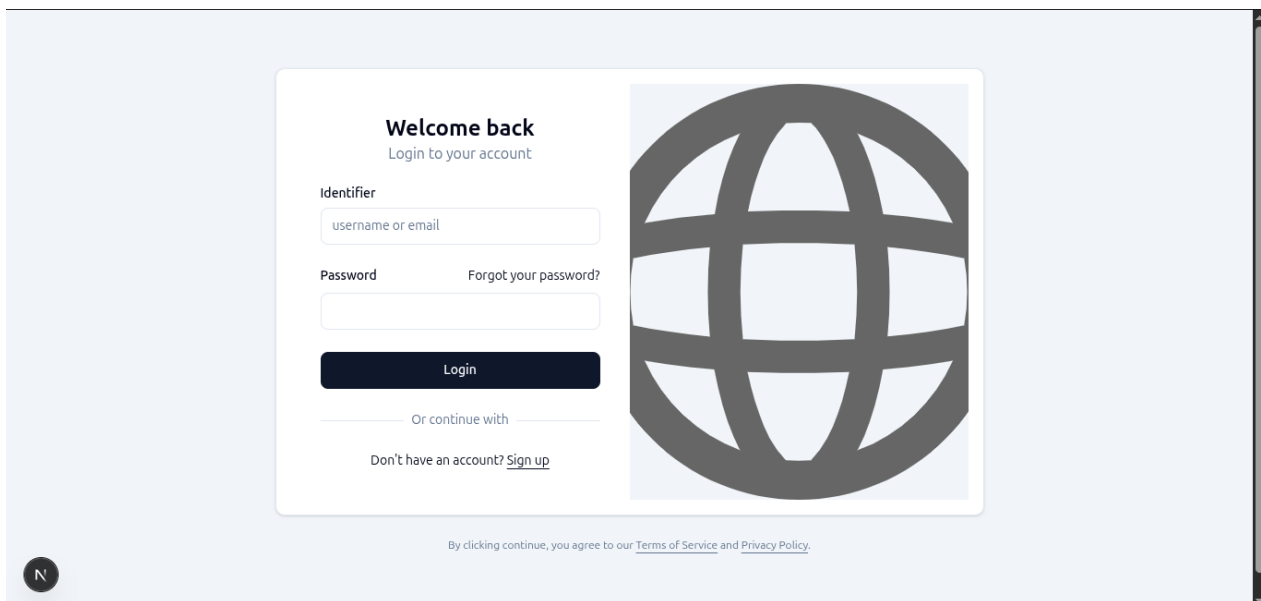 Welcome back
Login to your account
Identifier
username or email
Password Forgot your password?
Login
Or continue with
Don't have an account? Sign up
By clicking continue, you agree to our Terms of Service and Privacy Policy.
N